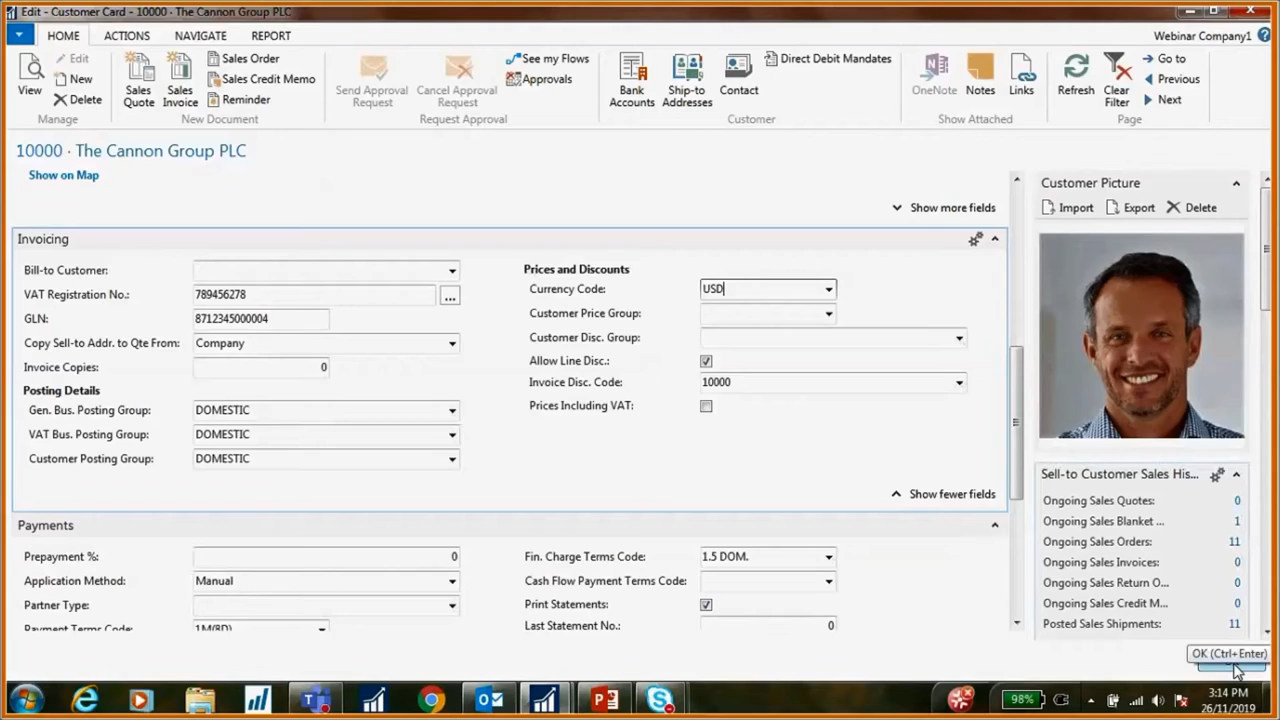 Edit - Customer Card - 10000 · The Cannon Group PLC
HOME ACTIONS NAVIGATE REPORT
Webinar Company1
View
Edit
New
Delete
Manage
Sales Quote
Sales Invoice
Sales Order
Sales Credit Memo
Reminder
New Document
Send Approval Request
Cancel Approval Request
See my Flows
Approvals
Request Approval
Bank Accounts
Ship-to Addresses
Contact
Direct Debit Mandates
Customer
OneNote
Notes
Links
Show Attached
Refresh
Clear Filter
Go to
Previous
Next
Page
10000 · The Cannon Group PLC
Show on Map
Show more fields
Invoicing
Bill-to Customer:
VAT Registration No.: 789456278 ...
GLN: 8712345000004
Copy Sell-to Addr. to Qte From: Company
Invoice Copies: 0
Posting Details
Gen. Bus. Posting Group: DOMESTIC
VAT Bus. Posting Group: DOMESTIC
Customer Posting Group: DOMESTIC
Prices and Discounts
Currency Code: USD
Customer Price Group:
Customer Disc. Group:
Allow Line Disc.:
Invoice Disc. Code: 10000
Prices Including VAT:
Show fewer fields
Payments
Prepayment %: 0
Application Method: Manual
Partner Type:
Payment Terms Code: 1M(8D)
Fin. Charge Terms Code: 1.5 DOM.
Cash Flow Payment Terms Code:
Print Statements:
Last Statement No.: 0
Customer Picture
Import Export Delete
Sell-to Customer Sales His...
Ongoing Sales Quotes: 0
Ongoing Sales Blanket ... 1
Ongoing Sales Orders: 11
Ongoing Sales Invoices: 0
Ongoing Sales Return O... 0
Ongoing Sales Credit M... 0
Posted Sales Shipments: 11
OK (Ctrl+Enter)
98%
3:14 PM
26/11/2019